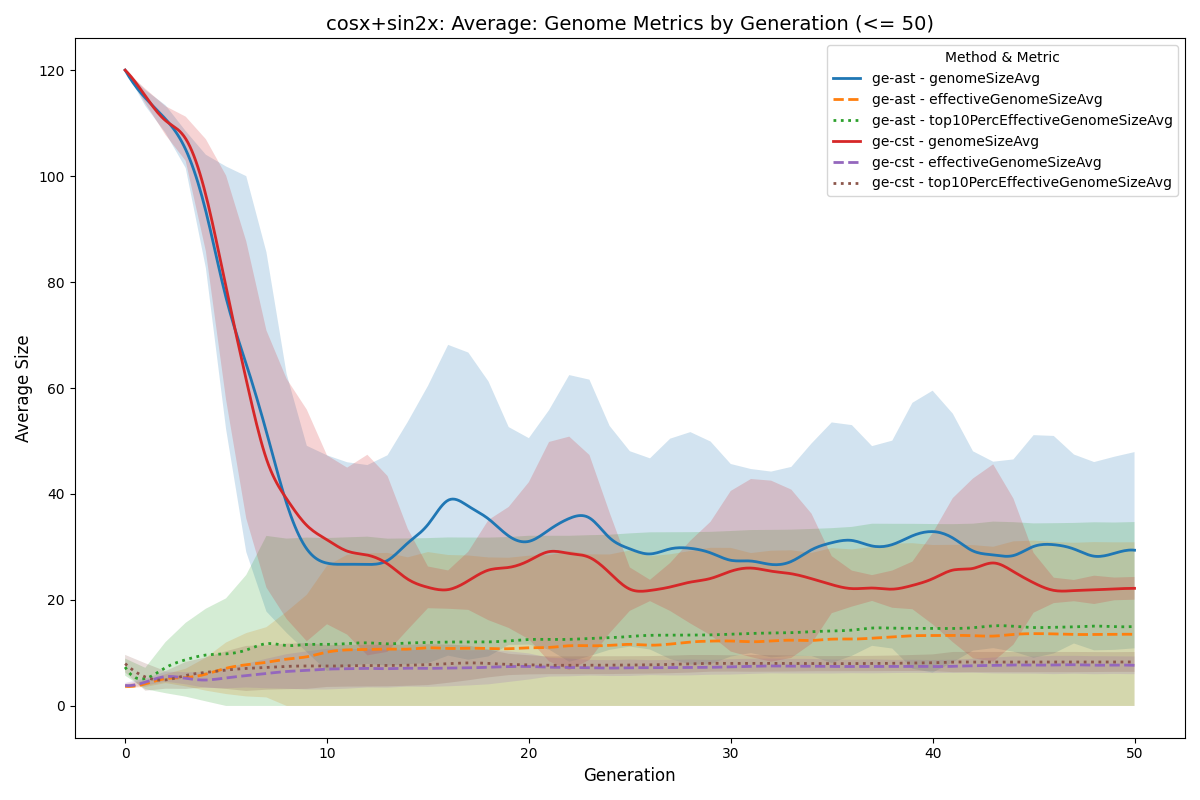 cosx+sin2x: Average: Genome Metrics by Generation (<= 50)
Method & Metric
ge-ast - genomeSizeAvg
ge-ast - effectiveGenomeSizeAvg
ge-ast - top10PercEffectiveGenomeSizeAvg
ge-cst - genomeSizeAvg
ge-cst - effectiveGenomeSizeAvg
ge-cst - top10PercEffectiveGenomeSizeAvg
Average Size
120
100
80
60
40
20
0
0 10 20 30 40 50
Generation